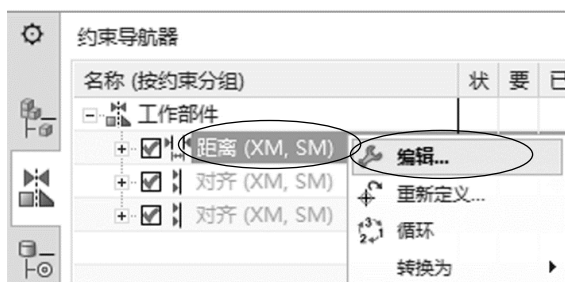 约束导航器
名称 (按约束分组) 状 要 已
工作部件
距离 (XM, SM) 编辑...
对齐 (XM, SM) 重新定义...
对齐 (XM, SM) 循环
转换为